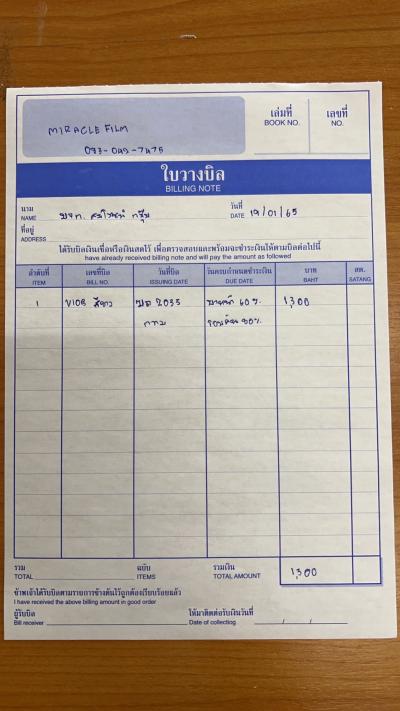 MIRACLE FILM
เล่มที่
BOOK NO.
เลขที่
NO.
ใบวางบิล
BILLING NOTE
นาม
NAME
วันที่
DATE 19/01/65
ที่อยู่
ADDRESS
ได้รับบิลเงินเชื่อหรือเงินสดไว้ เพื่อตรวจสอบและพร้อมจะชำระเงินให้ตามบิลต่อไปนี้
have already received billing note and will pay the amount as followed
ลำดับที่ เลขที่บิล วันที่บิล วันครบกำหนดชำระเงิน บาท สต.
ITEM BILL NO. ISSUING DATE DUE DATE BAHT SATANG
1 VIOS 2035 60%. 1,300
80%.
รวม
TOTAL
ฉบับ
ITEMS
รวมเงิน
TOTAL AMOUNT 1,300
ข้าพเจ้าได้รับบิลตามรายการข้างต้นไว้ถูกต้องเรียบร้อยแล้ว
I have received the above billing amount in good order
ผู้รับบิล
Bill receiver
ให้มาติดต่อรับเงินวันที่
Date of collecting / /